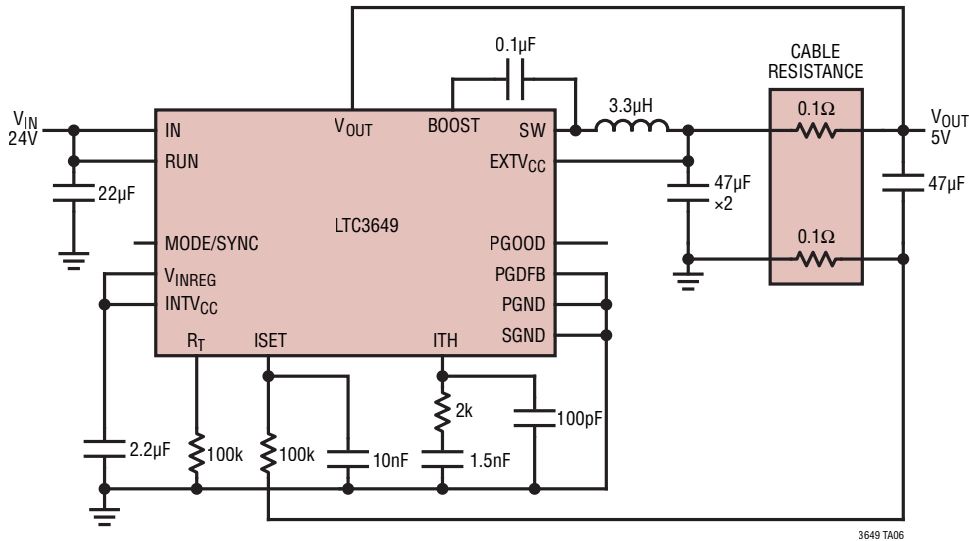 0.1µF
CABLE
RESISTANCE
3.3µH
0.1Ω
VIN
24V
IN
VOUT
BOOST
SW
VOUT
5V
RUN
EXTVCC
22µF
47µF
×2
47µF
LTC3649
MODE/SYNC
PGOOD
0.1Ω
VINREG
PGDFB
INTVCC
PGND
RT
ISET
ITH
SGND
2k
100pF
2.2µF
100k
100k
10nF
1.5nF
3649 TA06